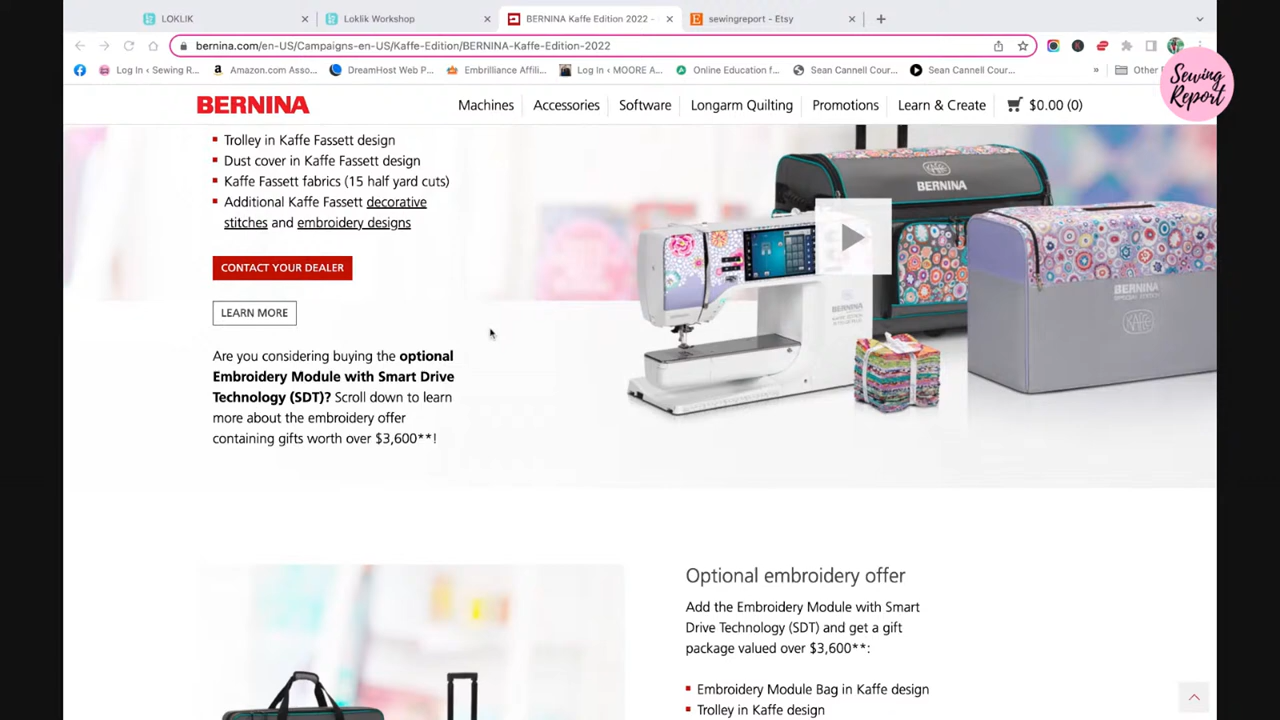 LOKLIK
Loklik Workshop
BERNINA Kaffe Edition 2022 -
sewingreport - Etsy
bernina.com/en-US/Campaigns-en-US/Kaffe-Edition/BERNINA-Kaffe-Edition-2022
Log In ‹ Sewing R...
Amazon.com Asso...
DreamHost Web P...
Embrilliance Affili...
Log In ‹ MOORE A...
Online Education f...
Sean Cannell Cour...
Sean Cannell Cour...
»
Other
Sewing
Report
BERNINA
Machines
Accessories
Software
Longarm Quilting
Promotions
Learn & Create
$0.00 (0)
Trolley in Kaffe Fassett design
Dust cover in Kaffe Fassett design
Kaffe Fassett fabrics (15 half yard cuts)
Additional Kaffe Fassett decorative
stitches and embroidery designs
CONTACT YOUR DEALER
LEARN MORE
Are you considering buying the optional
Embroidery Module with Smart Drive
Technology (SDT)? Scroll down to learn
more about the embroidery offer
containing gifts worth over $3,600**!
BERNINA
BERNINA
SPECIAL EDITION
Optional embroidery offer
Add the Embroidery Module with Smart
Drive Technology (SDT) and get a gift
package valued over $3,600**:
Embroidery Module Bag in Kaffe design
Trolley in Kaffe design